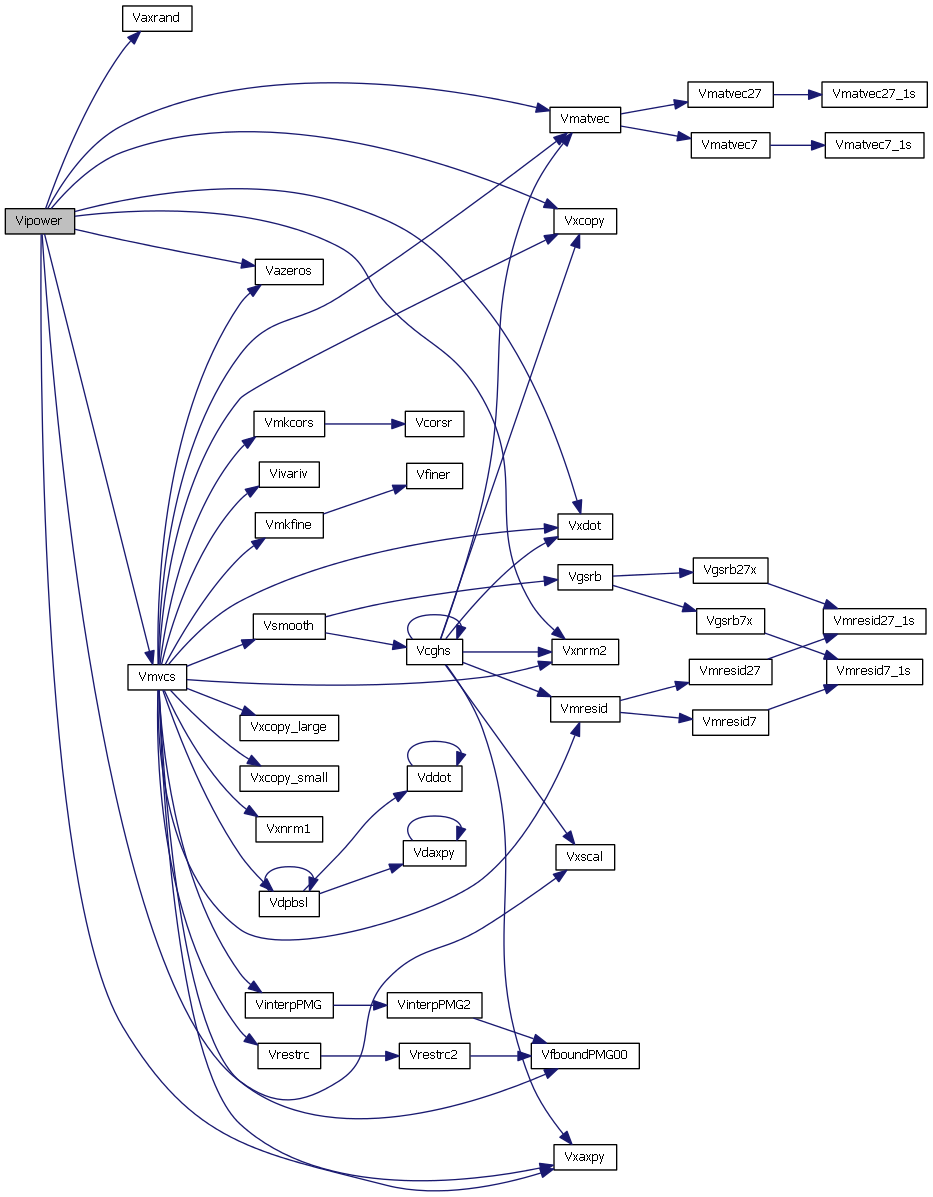 Vaxrand
Vmatvec27
Vmatvec27_1s
Vmatvec
Vmatvec7
Vmatvec7_1s
Vipower
Vxcopy
Vazeros
Vmkcors
Vcorsr
Vivariv
Vfiner
Vmkfine
Vxdot
Vgsrb
Vgsrb27x
Vsmooth
Vgsrb7x
Vmresid27_1s
Vcghs
Vxnrm2
Vmvcs
Vmresid27
Vmresid7_1s
Vmresid
Vxcopy_large
Vmresid7
Vxcopy_small
Vddot
Vxnrm1
Vdaxpy
Vxscal
Vdpbsl
VinterpPMG
VinterpPMG2
Vrestrc
Vrestrc2
VfboundPMG00
Vxaxpy